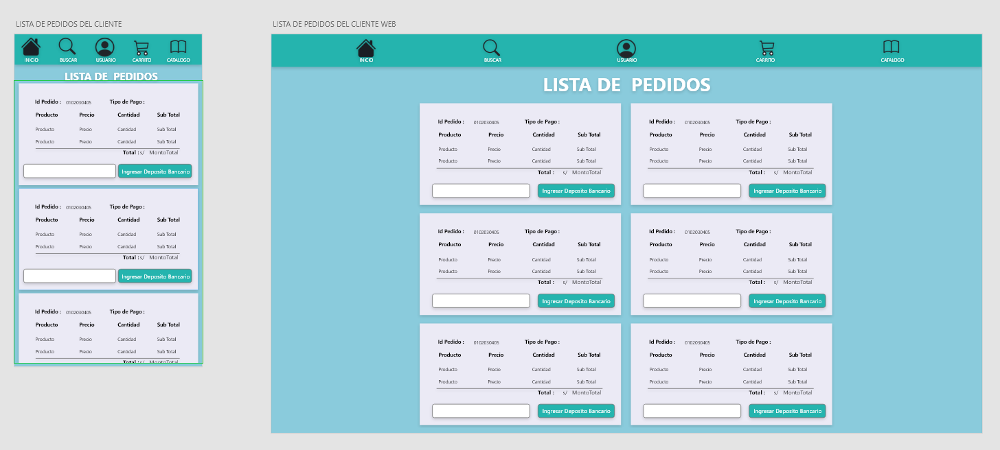 LISTA DE PEDIDOS DEL CLIENTE
INICIO BUSCAR USUARIO CARRITO CATALOGO
LISTA DE PEDIDOS
Id Pedido : 0102030405 Tipo de Pago :
Producto Precio Cantidad Sub Total
Producto Precio Cantidad Sub Total
Producto Precio Cantidad Sub Total
Total : s/ MontoTotal
Ingresar Deposito Bancario
Id Pedido : 0102030405 Tipo de Pago :
Producto Precio Cantidad Sub Total
Producto Precio Cantidad Sub Total
Producto Precio Cantidad Sub Total
Total : s/ MontoTotal
Ingresar Deposito Bancario
Id Pedido : 0102030405 Tipo de Pago :
Producto Precio Cantidad Sub Total
Producto Precio Cantidad Sub Total
Producto Precio Cantidad Sub Total
Total : s/ MontoTotal
LISTA DE PEDIDOS DEL CLIENTE WEB
INICIO BUSCAR USUARIO CARRITO CATALOGO
LISTA DE PEDIDOS
Id Pedido : 0102030405 Tipo de Pago :
Producto Precio Cantidad Sub Total
Producto Precio Cantidad Sub Total
Producto Precio Cantidad Sub Total
Total : s/ MontoTotal
Ingresar Deposito Bancario
Id Pedido : 0102030405 Tipo de Pago :
Producto Precio Cantidad Sub Total
Producto Precio Cantidad Sub Total
Producto Precio Cantidad Sub Total
Total : s/ MontoTotal
Ingresar Deposito Bancario
Id Pedido : 0102030405 Tipo de Pago :
Producto Precio Cantidad Sub Total
Producto Precio Cantidad Sub Total
Producto Precio Cantidad Sub Total
Total : s/ MontoTotal
Ingresar Deposito Bancario
Id Pedido : 0102030405 Tipo de Pago :
Producto Precio Cantidad Sub Total
Producto Precio Cantidad Sub Total
Producto Precio Cantidad Sub Total
Total : s/ MontoTotal
Ingresar Deposito Bancario
Id Pedido : 0102030405 Tipo de Pago :
Producto Precio Cantidad Sub Total
Producto Precio Cantidad Sub Total
Producto Precio Cantidad Sub Total
Total : s/ MontoTotal
Ingresar Deposito Bancario
Id Pedido : 0102030405 Tipo de Pago :
Producto Precio Cantidad Sub Total
Producto Precio Cantidad Sub Total
Producto Precio Cantidad Sub Total
Total : s/ MontoTotal
Ingresar Deposito Bancario